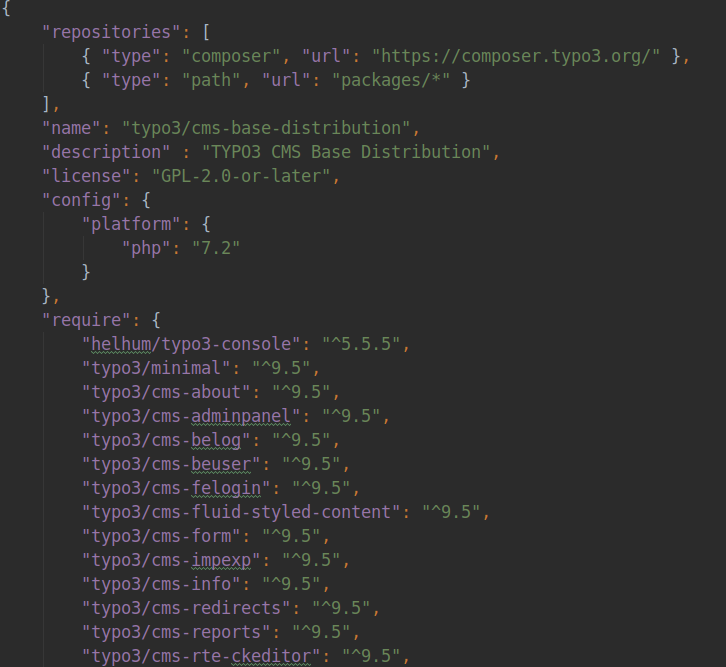 {
    "repositories": [
        { "type": "composer", "url": "https://composer.typo3.org/" },
        { "type": "path", "url": "packages/*" }
    ],
    "name": "typo3/cms-base-distribution",
    "description" : "TYPO3 CMS Base Distribution",
    "license": "GPL-2.0-or-later",
    "config": {
        "platform": {
            "php": "7.2"
        }
    },
    "require": {
        "helhum/typo3-console": "^5.5.5",
        "typo3/minimal": "^9.5",
        "typo3/cms-about": "^9.5",
        "typo3/cms-adminpanel": "^9.5",
        "typo3/cms-belog": "^9.5",
        "typo3/cms-beuser": "^9.5",
        "typo3/cms-felogin": "^9.5",
        "typo3/cms-fluid-styled-content": "^9.5",
        "typo3/cms-form": "^9.5",
        "typo3/cms-impexp": "^9.5",
        "typo3/cms-info": "^9.5",
        "typo3/cms-redirects": "^9.5",
        "typo3/cms-reports": "^9.5",
        "typo3/cms-rte-ckeditor": "^9.5",